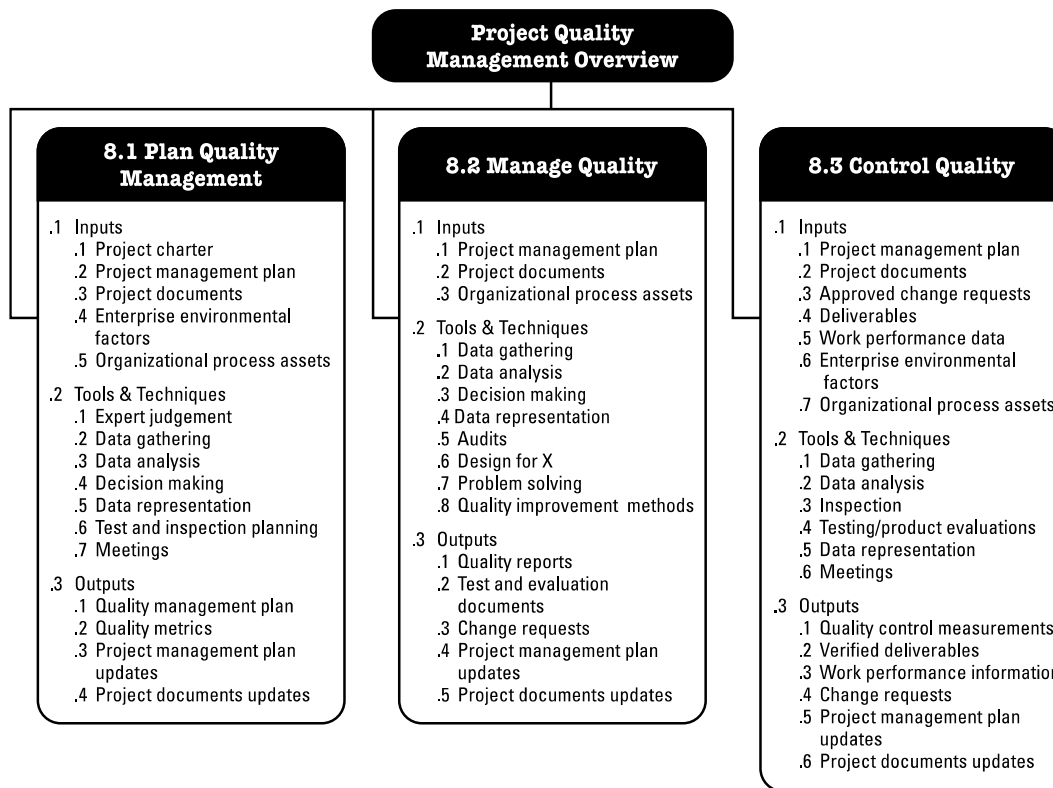 Project Quality
Management Overview
8.1 Plan Quality
Management
.1 Inputs
.1 Project charter
.2 Project management plan
.3 Project documents
.4 Enterprise environmental
factors
.5 Organizational process assets
.2 Tools & Techniques
.1 Expert judgement
.2 Data gathering
.3 Data analysis
.4 Decision making
.5 Data representation
.6 Test and inspection planning
.7 Meetings
.3 Outputs
.1 Quality management plan
.2 Quality metrics
.3 Project management plan
updates
.4 Project documents updates
8.2 Manage Quality
.1 Inputs
.1 Project management plan
.2 Project documents
.3 Organizational process assets
.2 Tools & Techniques
.1 Data gathering
.2 Data analysis
.3 Decision making
.4 Data representation
.5 Audits
.6 Design for X
.7 Problem solving
.8 Quality improvement methods
.3 Outputs
.1 Quality reports
.2 Test and evaluation
documents
.3 Change requests
.4 Project management plan
updates
.5 Project documents updates
8.3 Control Quality
.1 Inputs
.1 Project management plan
.2 Project documents
.3 Approved change requests
.4 Deliverables
.5 Work performance data
.6 Enterprise environmental
factors
.7 Organizational process assets
.2 Tools & Techniques
.1 Data gathering
.2 Data analysis
.3 Inspection
.4 Testing/product evaluations
.5 Data representation
.6 Meetings
.3 Outputs
.1 Quality control measurements
.2 Verified deliverables
.3 Work performance information
.4 Change requests
.5 Project management plan
updates
.6 Project documents updates